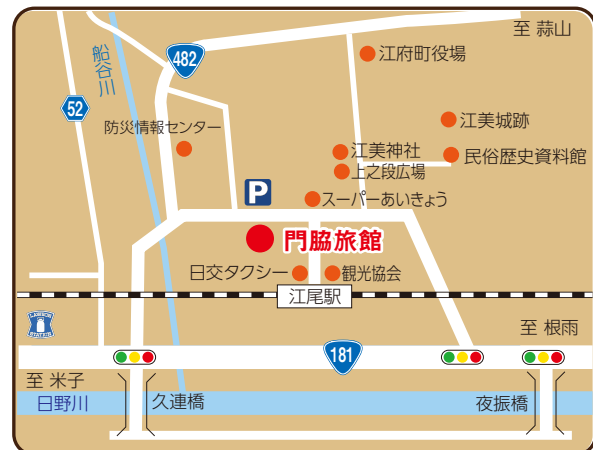 至 蒜山
船谷川
482
江府町役場
52
防災情報センター
江美城跡
江美神社
民俗歴史資料館
上之段広場
P
スーパーあいきょう
門脇旅館
日交タクシー
観光協会
江尾駅
至 根雨
181
至 米子
日野川
久連橋
夜振橋